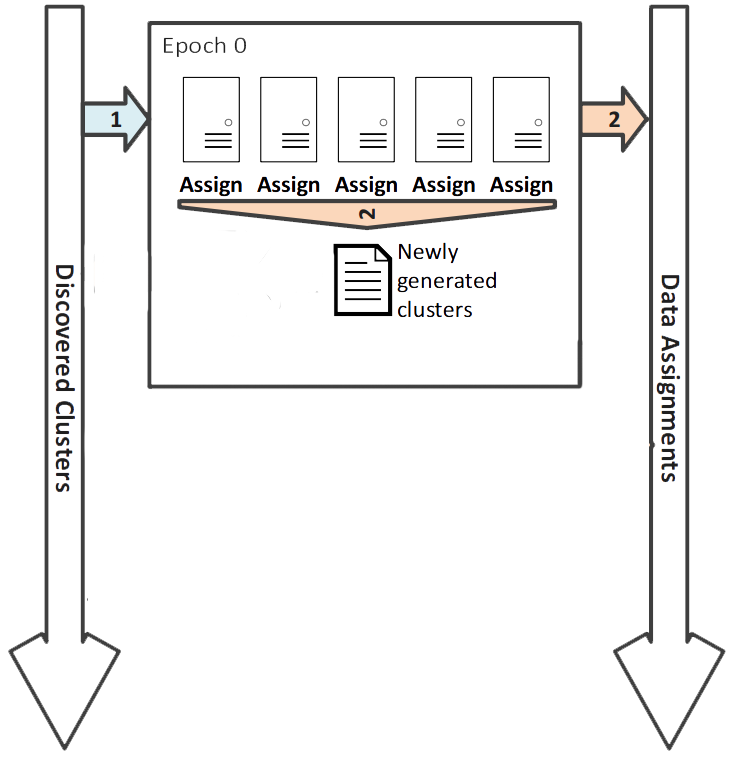 Epoch 0
1
2
Assign Assign Assign Assign Assign
2
Newly
generated
clusters
Discovered Clusters
Data Assignments